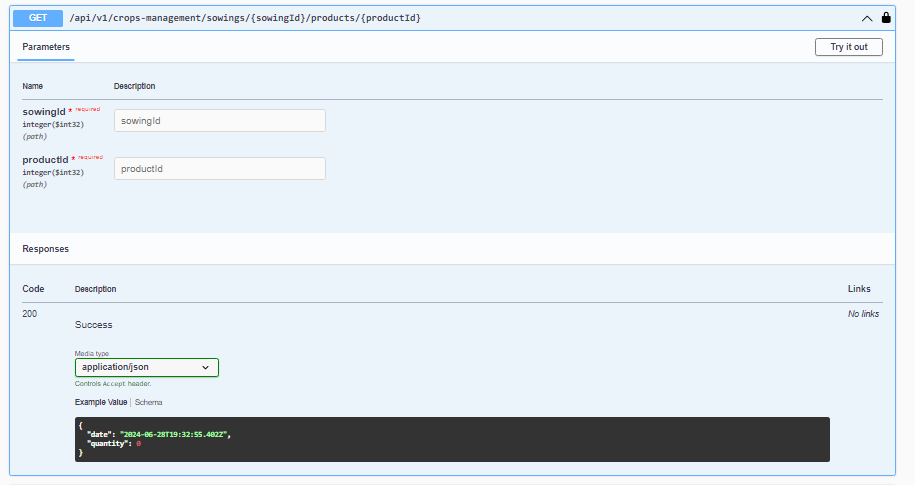 GET /api/v1/crops-management/sowings/{sowingId}/products/{productId}
Parameters Try it out
Name Description
sowingId * required
integer($int32)
(path)
sowingId
productId * required
integer($int32)
(path)
productId
Responses
Code Description Links
200 Success No links
Media type
application/json
Controls Accept header.
Example Value | Schema
{
"date": "2024-06-28T19:32:55.402Z",
"quantity": 0
}